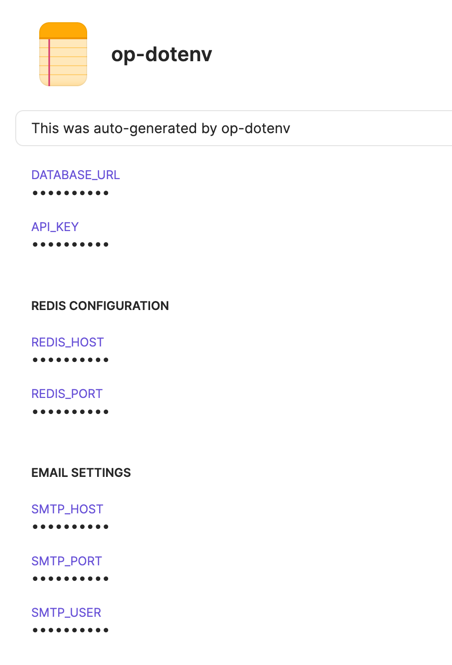 op-dotenv
This was auto-generated by op-dotenv
DATABASE_URL
••••••••••
API_KEY
••••••••••
REDIS CONFIGURATION
REDIS_HOST
••••••••••
REDIS_PORT
••••••••••
EMAIL SETTINGS
SMTP_HOST
••••••••••
SMTP_PORT
••••••••••
SMTP_USER
••••••••••